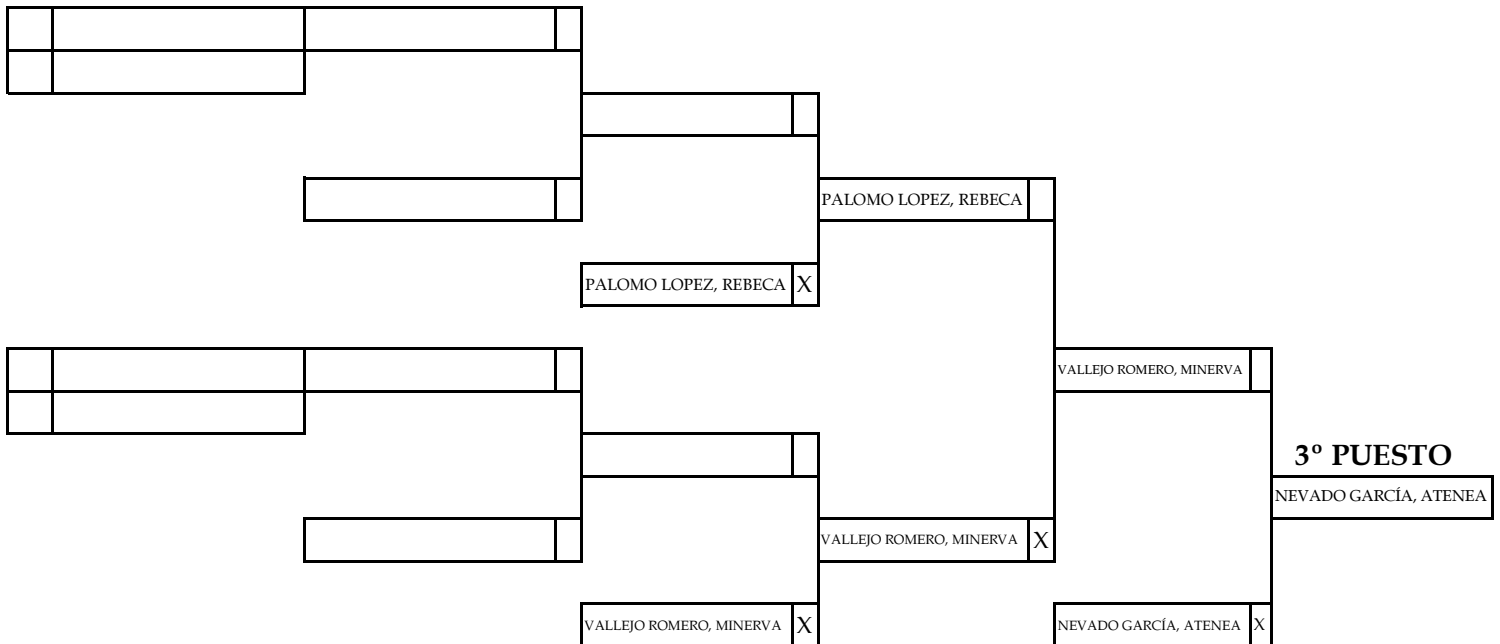 PALOMO LOPEZ, REBECA
PALOMO LOPEZ, REBECA X
VALLEJO ROMERO, MINERVA
3º PUESTO
NEVADO GARCÍA, ATENEA
VALLEJO ROMERO, MINERVA X
VALLEJO ROMERO, MINERVA X
NEVADO GARCÍA, ATENEA X